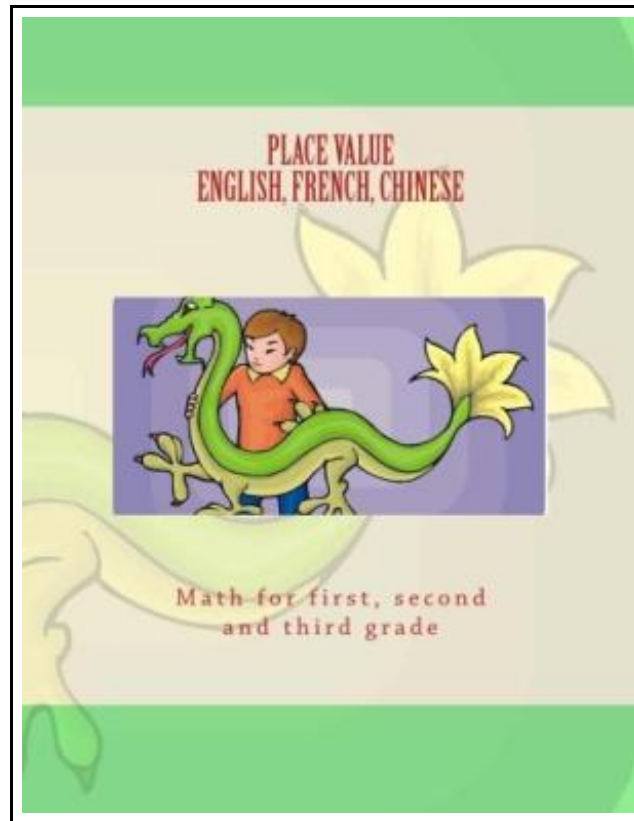 PLACE VALUE
ENGLISH, FRENCH, CHINESE
Math for first, second
and third grade